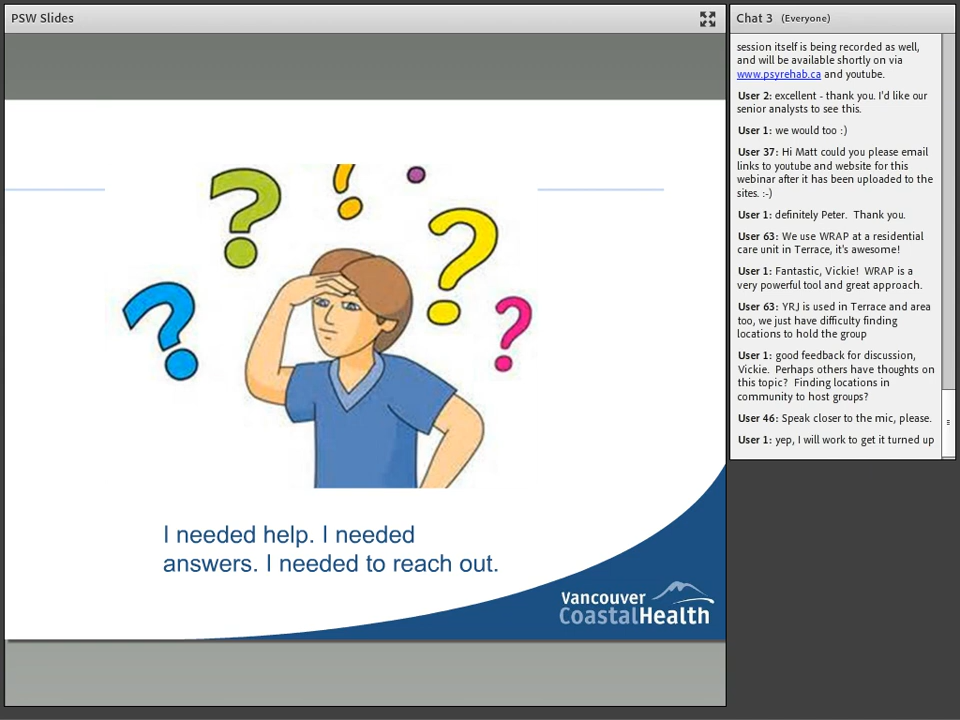 PSW Slides
I needed help. I needed
answers. I needed to reach out.
Vancouver
CoastalHealth
Chat 3 (Everyone)
session itself is being recorded as well,
and will be available shortly on via
www.psyrehab.ca and youtube.
User 2: excellent - thank you. I'd like our
senior analysts to see this.
User 1: we would too :)
User 37: Hi Matt could you please email
links to youtube and website for this
webinar after it has been uploaded to the
sites. :-)
User 1: definitely Peter. Thank you.
User 63: We use WRAP at a residential
care unit in Terrace, it's awesome!
User 1: Fantastic, Vickie! WRAP is a
very powerful tool and great approach.
User 63: YRJ is used in Terrace and area
too, we just have difficulty finding
locations to hold the group
User 1: good feedback for discussion,
Vickie. Perhaps others have thoughts on
this topic? Finding locations in
community to host groups?
User 46: Speak closer to the mic, please.
User 1: yep, I will work to get it turned up